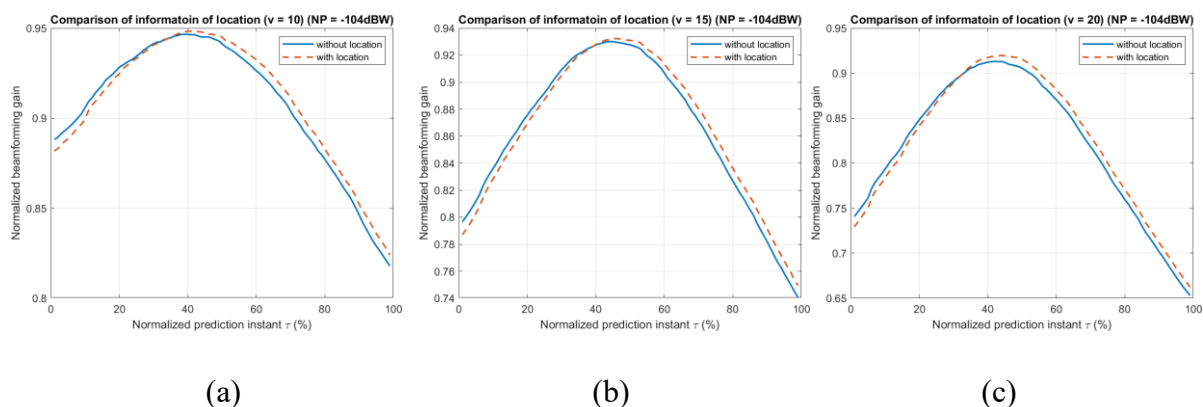 Comparison of informatoin of location (v = 10) (NP = -104dBW)
0.95
0.9
0.85
0.8
Normalized beamforming gain
without location
with location
0 20 40 60 80 100
Normalized prediction instant τ (%)
(a)
Comparison of informatoin of location (v = 15) (NP = -104dBW)
0.94
0.92
0.9
0.88
0.86
0.84
0.82
0.8
0.78
0.76
0.74
Normalized beamforming gain
without location
with location
0 20 40 60 80 100
Normalized prediction instant τ (%)
(b)
Comparison of informatoin of location (v = 20) (NP = -104dBW)
0.95
0.9
0.85
0.8
0.75
0.7
0.65
Normalized beamforming gain
without location
with location
0 20 40 60 80 100
Normalized prediction instant τ (%)
(c)